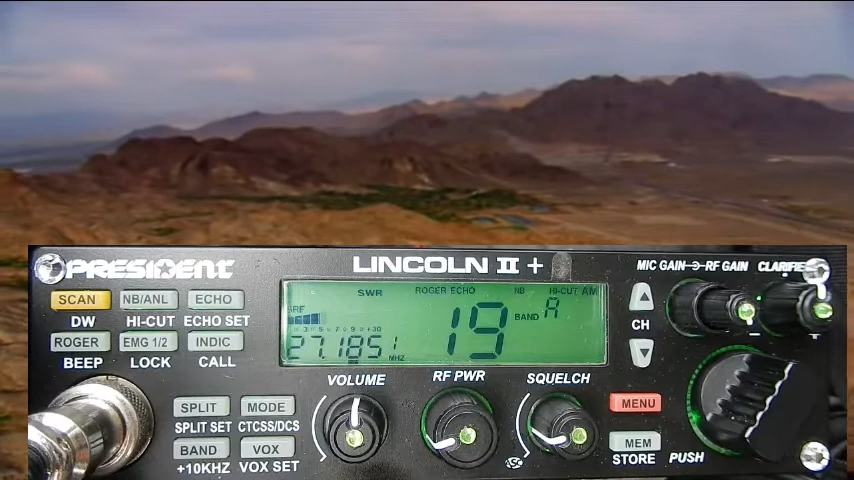 PRESIDENT
LINCOLN II +
MIC GAIN RF GAIN CLARIFIER
SCAN NB/ANL ECHO
DW HI-CUT ECHO SET
ROGER EMG 1/2 INDIC
BEEP LOCK CALL
SWR ROGER ECHO NB HI-CUT AM
BAND A
19
27.1851 MHZ
CH
VOLUME RF PWR SQUELCH
SPLIT MODE
SPLIT SET CTCSS/DCS
BAND VOX
+10KHZ VOX SET
ASC
MENU
MEM
STORE
PUSH
- +